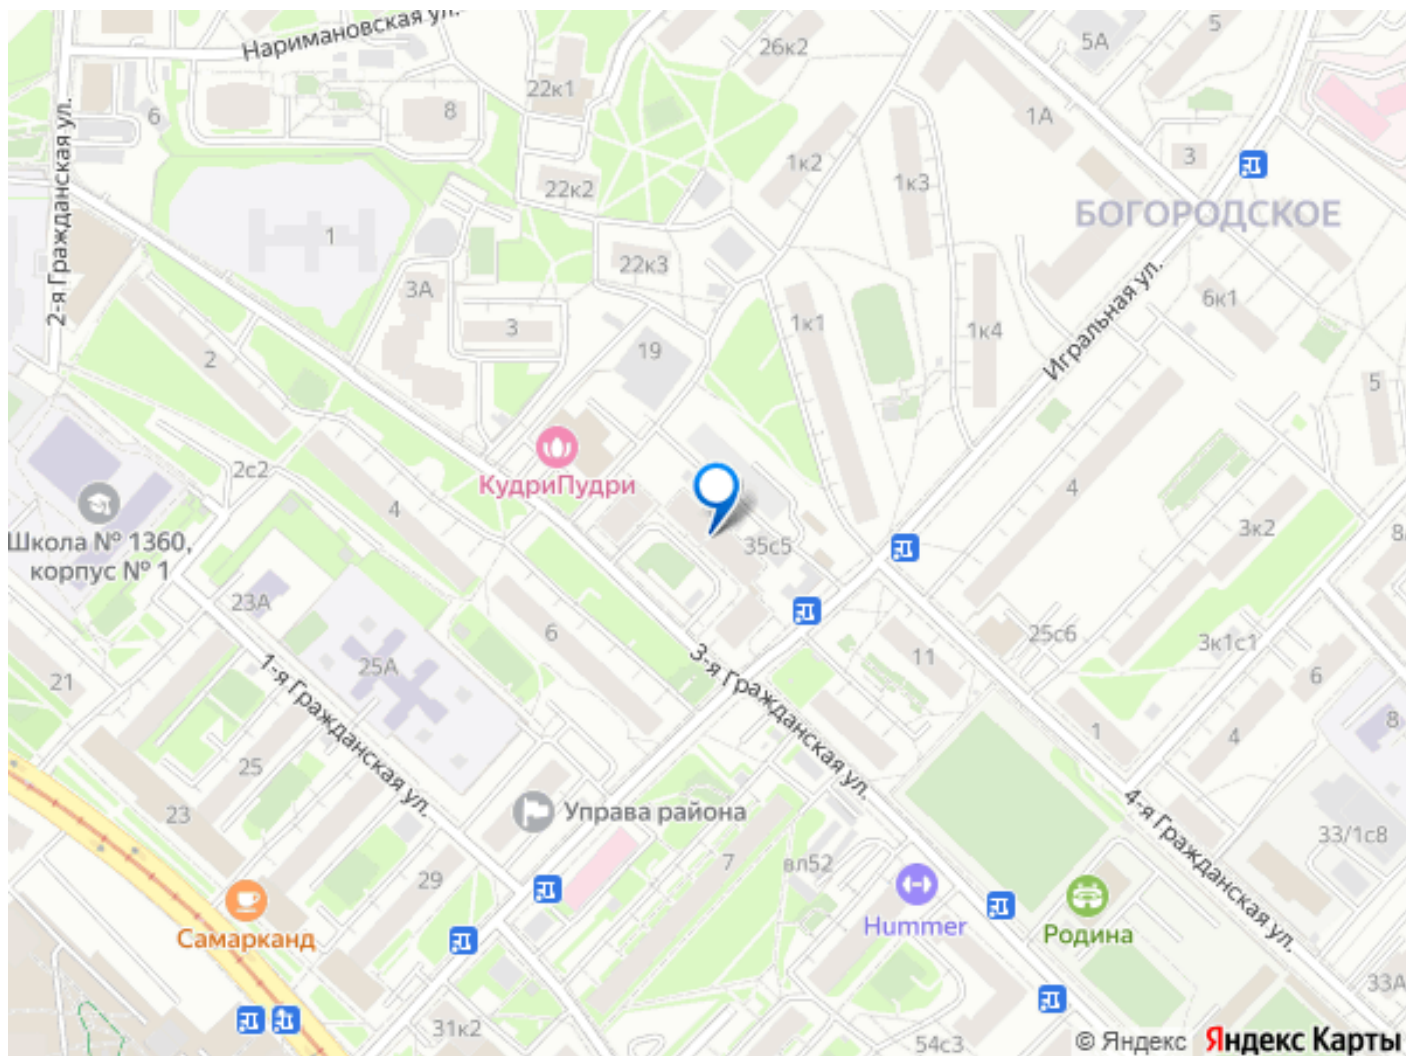 Наримановская ул.
26к2
5А
5
22к1
8
6
2-я Гражданская ул.
1А
1к2
1к3
3
22к2
БОГОРОДСКОЕ
1
22к3
3А
6к1
3
1к1
1к4
Игральная ул.
19
2
5
2с2
КудриПудри
4
4
35с5
3к2
Школа № 1360,
корпус № 1
23А
6
25с6
3к1с1
11
25А
3-я Гражданская ул.
21
6
1-я Гражданская ул.
1
4
8
25
23
Управа района
4-я Гражданская ул.
33/1с8
7
вл52
29
Hummer
Родина
Самарканд
33А
31к2
54с3
© Яндекс Яндекс Карты